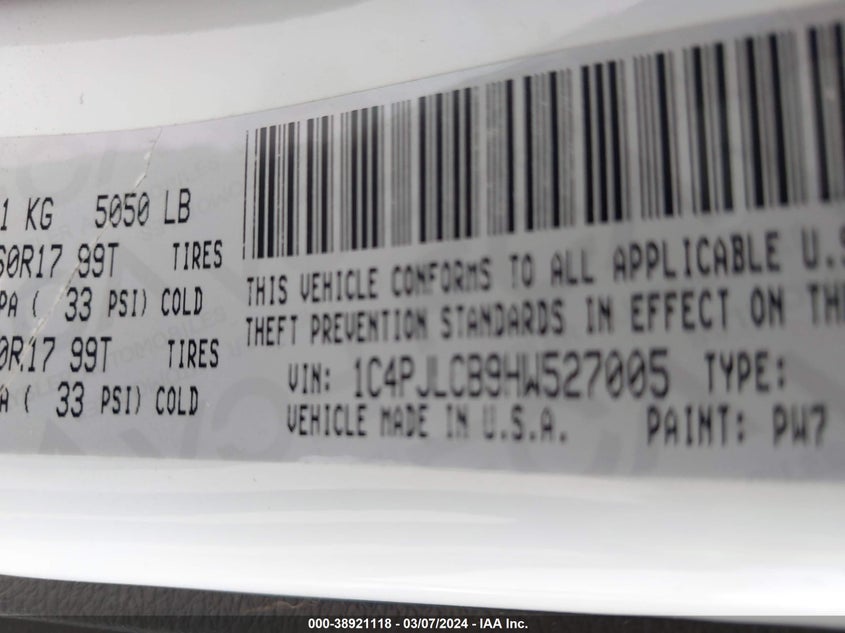 1 KG 5050 LB
60R17 99T TIRES
PA ( 33 PSI) COLD
0R17 99T TIRES
A ( 33 PSI) COLD
THIS VEHICLE CONFORMS TO ALL APPLICABLE U.S
THEFT PREVENTION STANDARDS IN EFFECT ON THE
VIN: 1C4PJLCB9HW527005 TYPE:
VEHICLE MADE IN U.S.A. PAINT: PW7
000-38921118 - 03/07/2024 - IAA Inc.